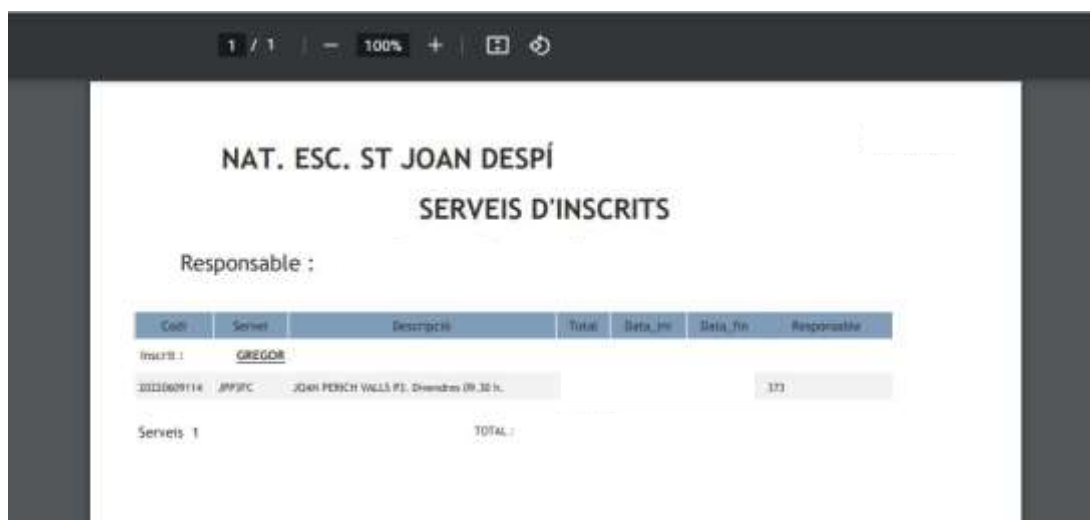 1 / 1 | − 100% +
NAT. ESC. ST JOAN DESPÍ
SERVEIS D'INSCRITS
Responsable :
Codi Servei Descripció Total Data_ini Data_fin Responsable
Inscrit : GREGOR
20220609114 JPP3FC JOAN PERICH VALLS P3. Divendres 09.30 h. 373
Serveis 1 TOTAL :